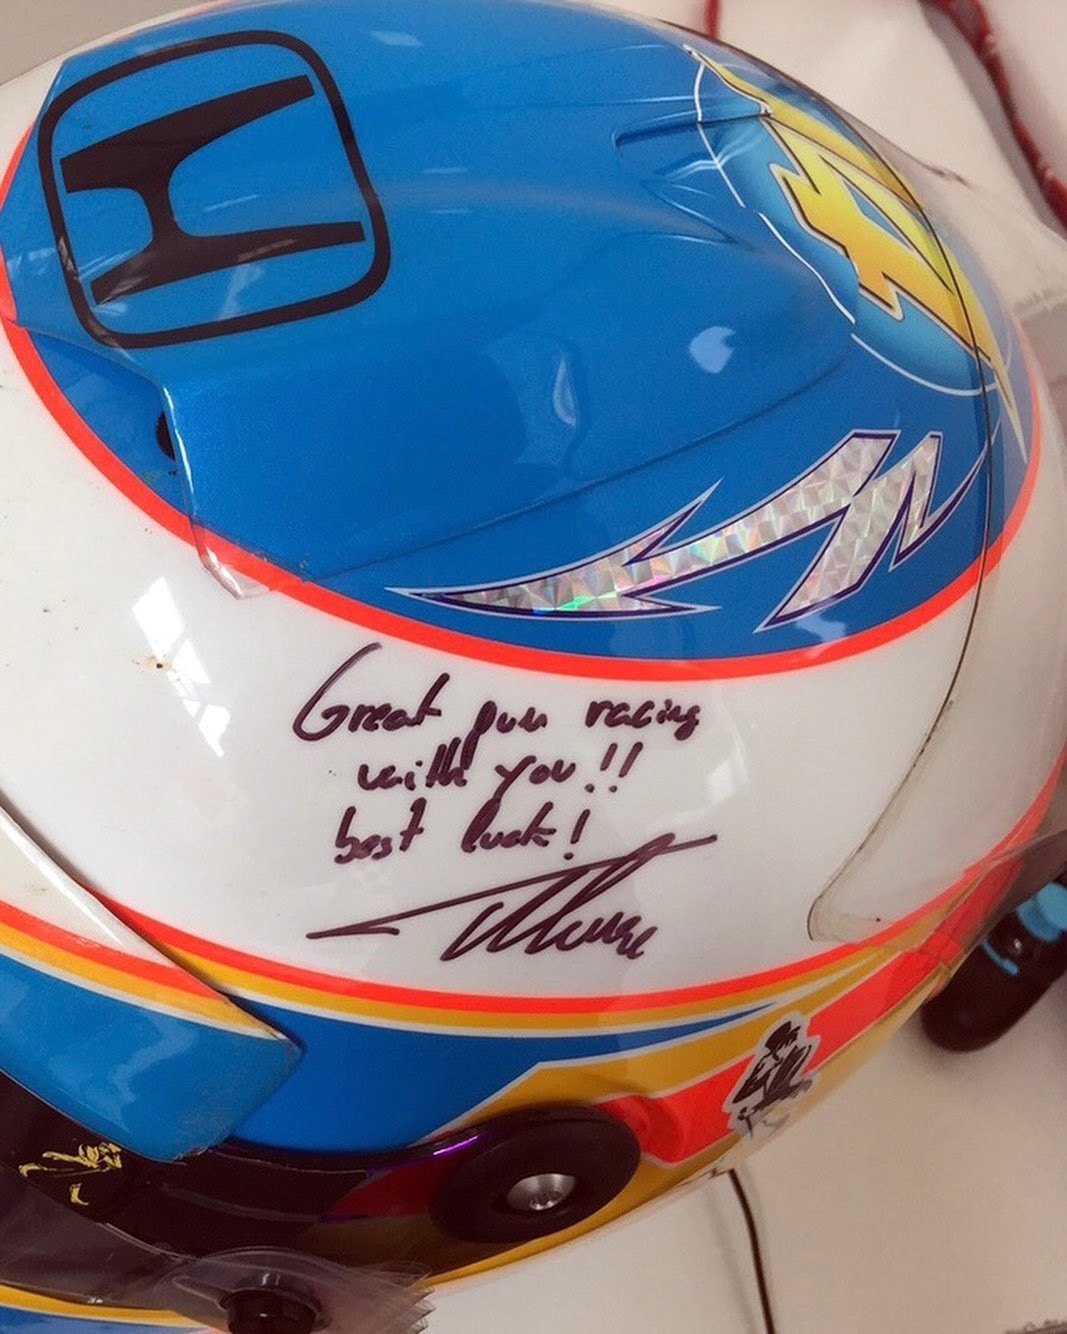 Great fun racing
with you!!
best luck!